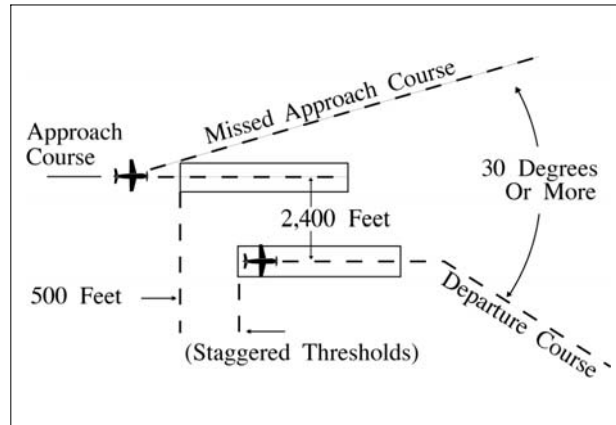 Missed Approach Course
Approach
Course
30 Degrees
Or More
2,400 Feet
500 Feet
Departure Course
(Staggered Thresholds)